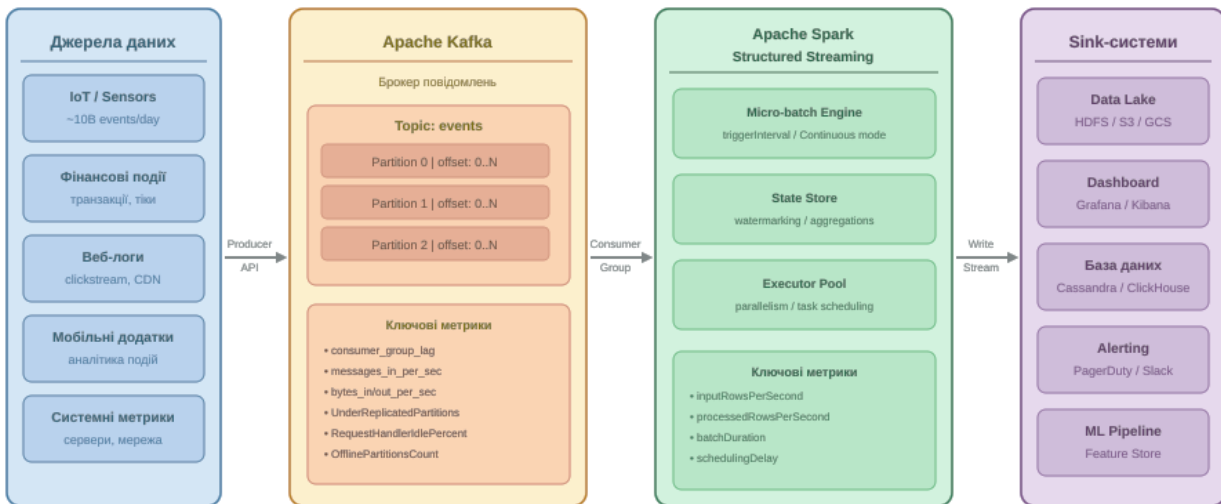 Джерела даних
IoT / Sensors
~10B events/day
Фінансові події
транзакції, тіки
Веб-логи
clickstream, CDN
Мобільні додатки
аналітика подій
Системні метрики
сервери, мережа
Producer
API
Apache Kafka
Брокер повідомлень
Topic: events
Partition 0 | offset: 0..N
Partition 1 | offset: 0..N
Partition 2 | offset: 0..N
Ключові метрики
• consumer_group_lag
• messages_in_per_sec
• bytes_in/out_per_sec
• UnderReplicatedPartitions
• RequestHandlerIdlePercent
• OfflinePartitionsCount
Consumer
Group
Apache Spark
Structured Streaming
Micro-batch Engine
triggerInterval / Continuous mode
State Store
watermarking / aggregations
Executor Pool
parallelism / task scheduling
Ключові метрики
• inputRowsPerSecond
• processedRowsPerSecond
• batchDuration
• schedulingDelay
Write
Stream
Sink-системи
Data Lake
HDFS / S3 / GCS
Dashboard
Grafana / Kibana
База даних
Cassandra / ClickHouse
Alerting
PagerDuty / Slack
ML Pipeline
Feature Store